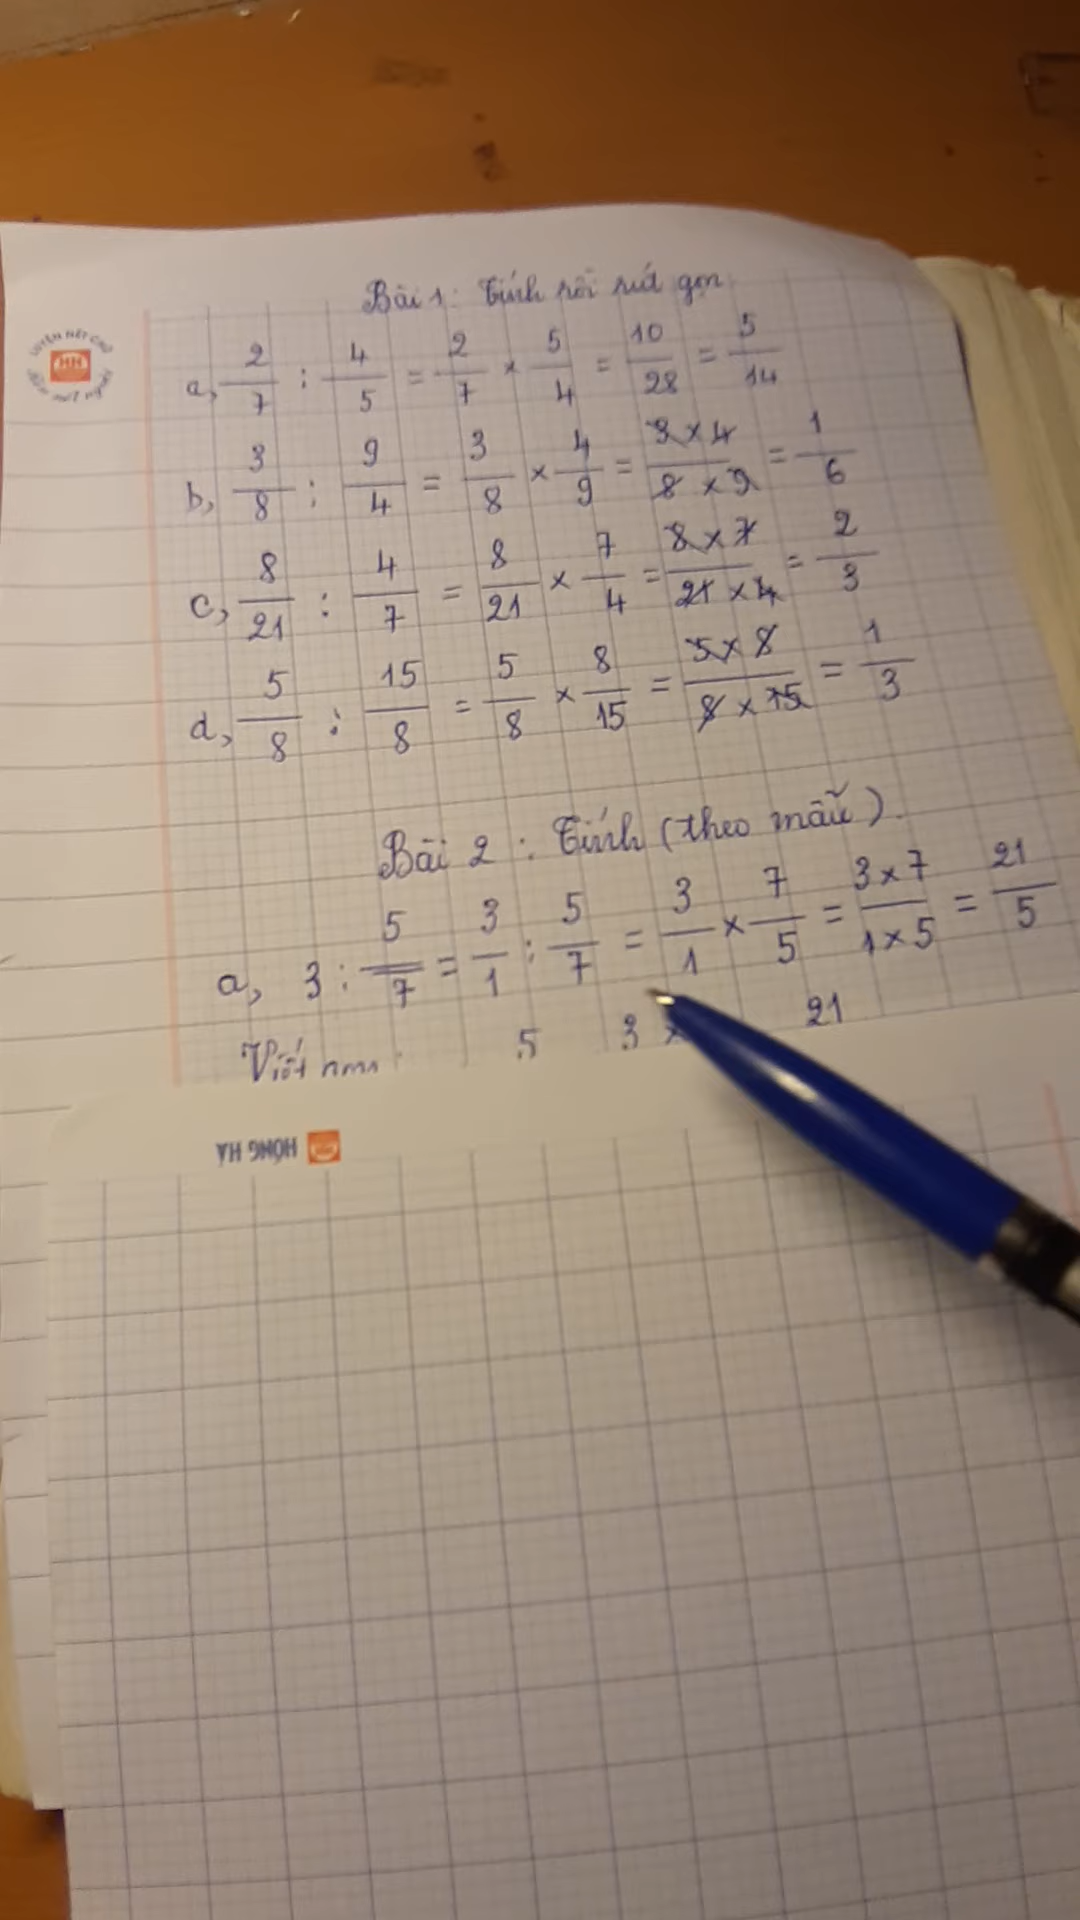 Bài 1: Tính rồi rút gọn.
a, 2/7 : 4/5 = 2/7 × 5/4 = 10/28 = 5/14
b, 3/8 : 9/4 = 3/8 × 4/9 = 3 × 4/8 × 9 = 1/6
c, 8/21 : 4/7 = 8/21 × 7/4 = 8 × 7/21 × 4 = 2/3
d, 5/8 : 15/8 = 5/8 × 8/15 = 5 × 8/8 × 15 = 1/3
Bài 2 : Tính (theo mẫu).
a, 3 : 5/7 = 3/1 : 5/7 = 3/1 × 7/5 = 3 × 7/1 × 5 = 21/5
Viết 5 3 × 21
HỒNG HÀ